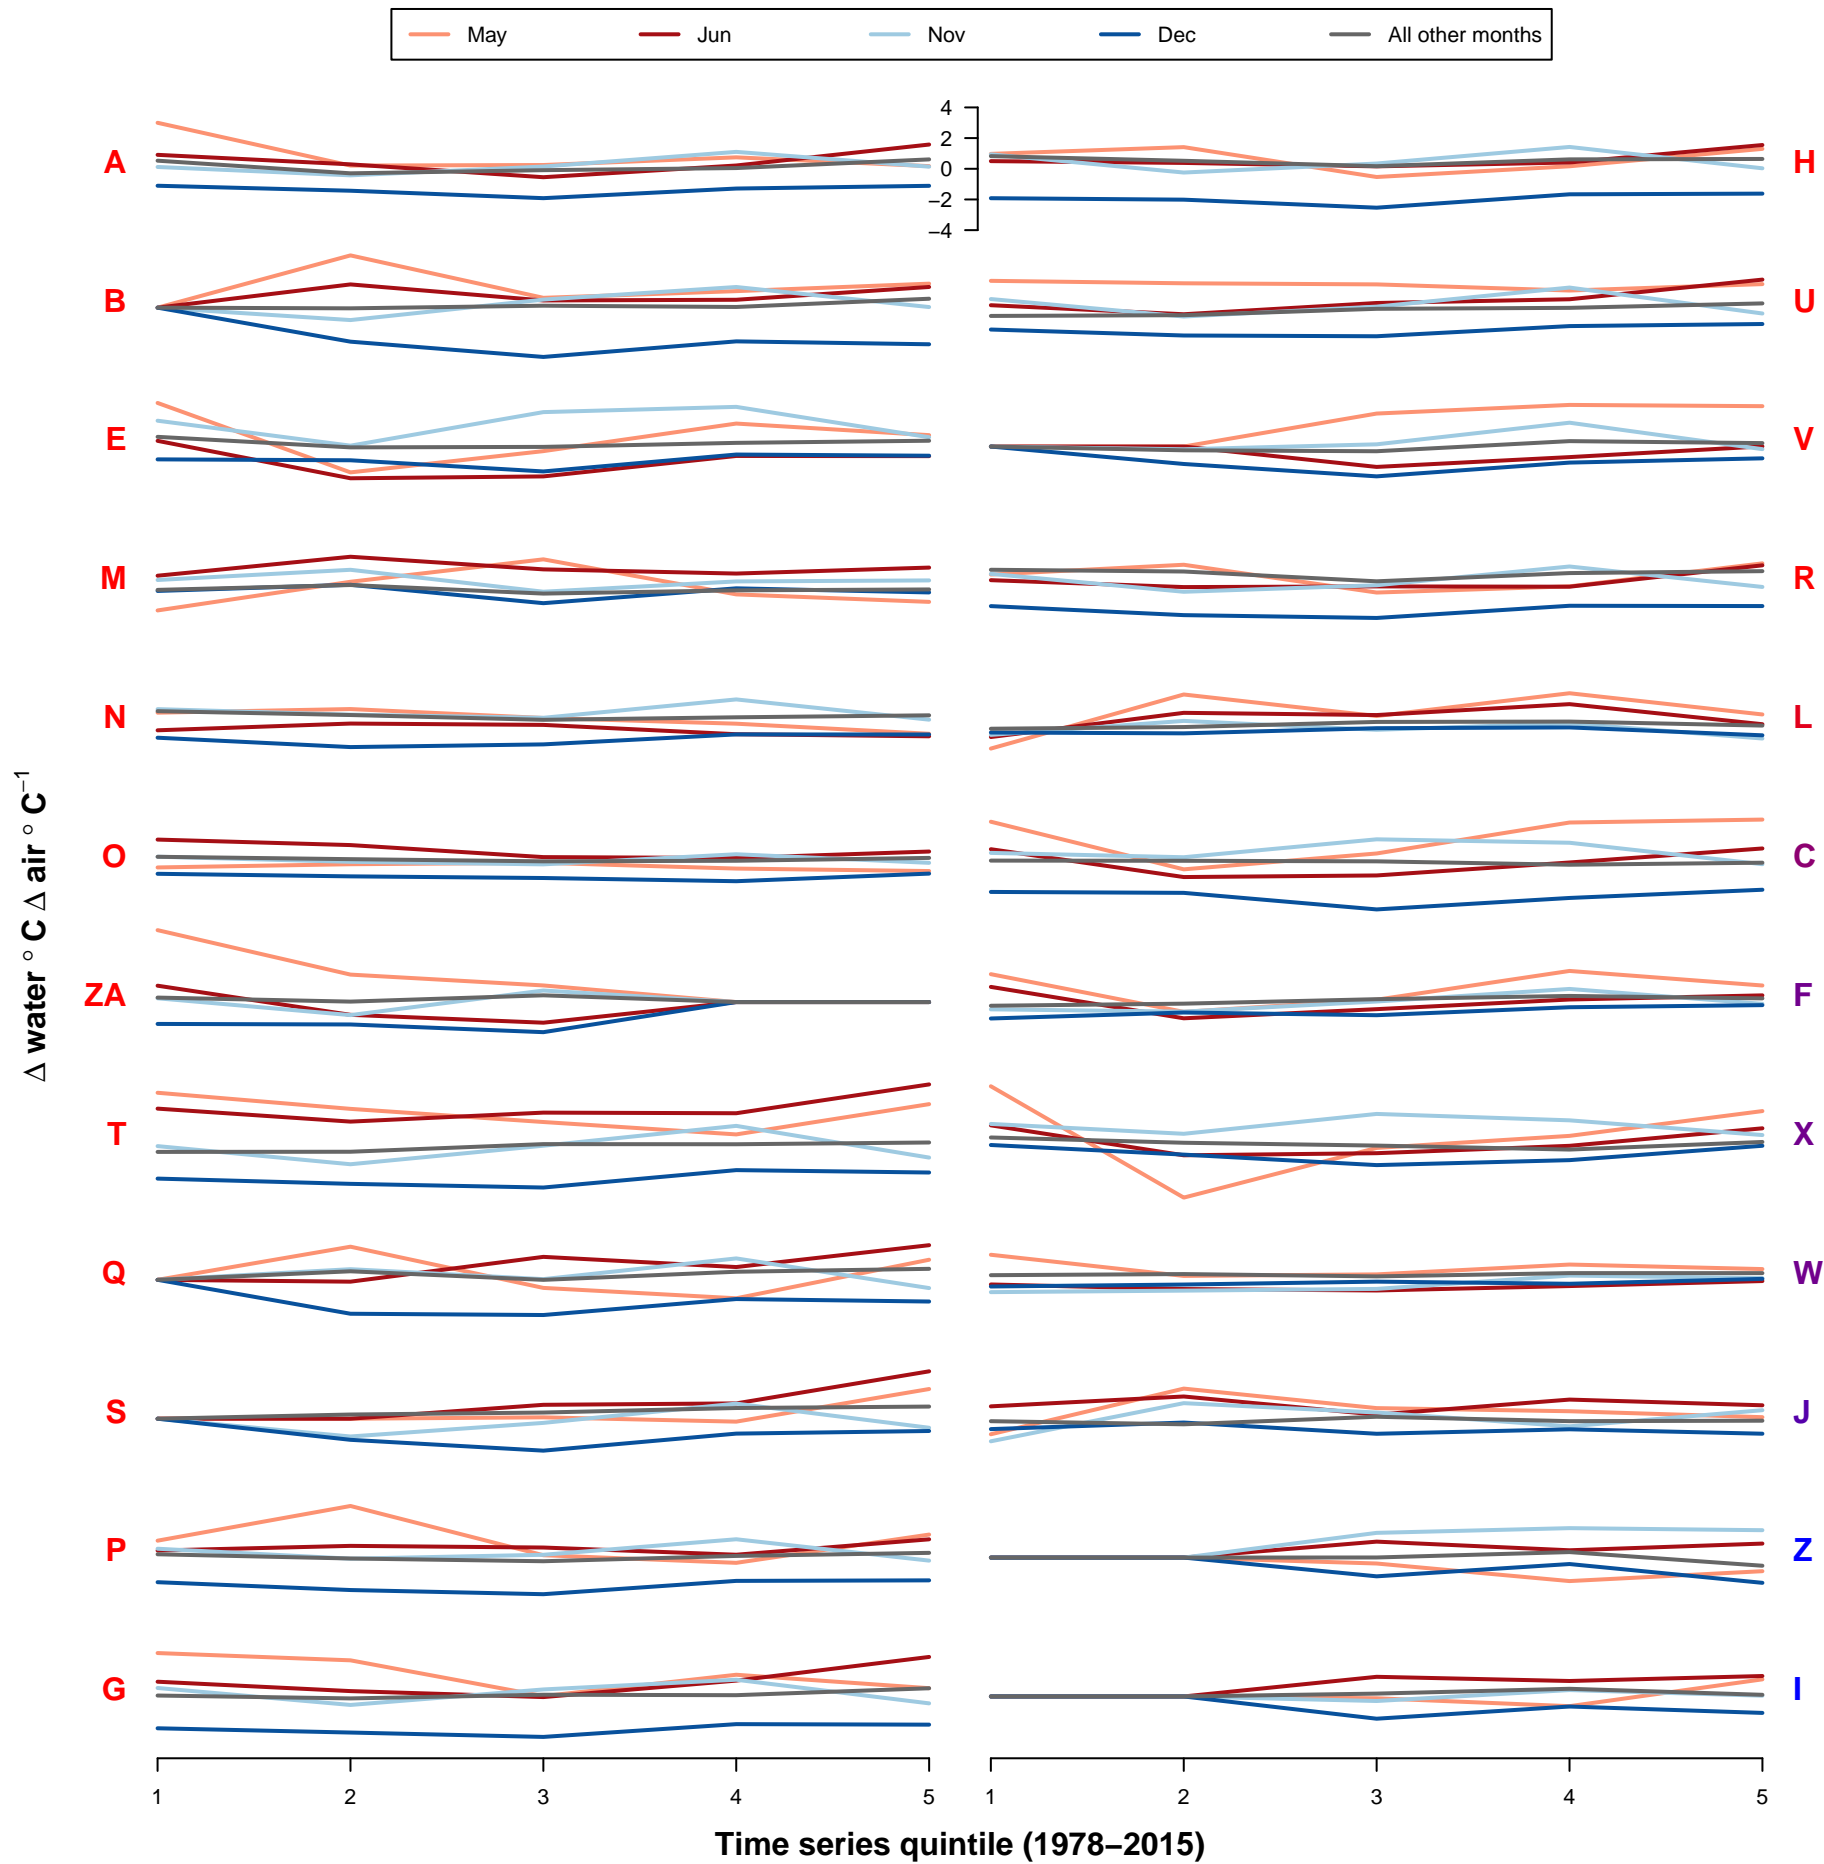 May Jun Nov Dec All other months
4
2
0
−2
−4
A H
B U
E V
M R
N L
O C
ZA F
T X
Q W
S J
P Z
G I
Δ water ° C Δ air ° C⁻¹
1 2 3 4 5 1 2 3 4 5
Time series quintile (1978−2015)